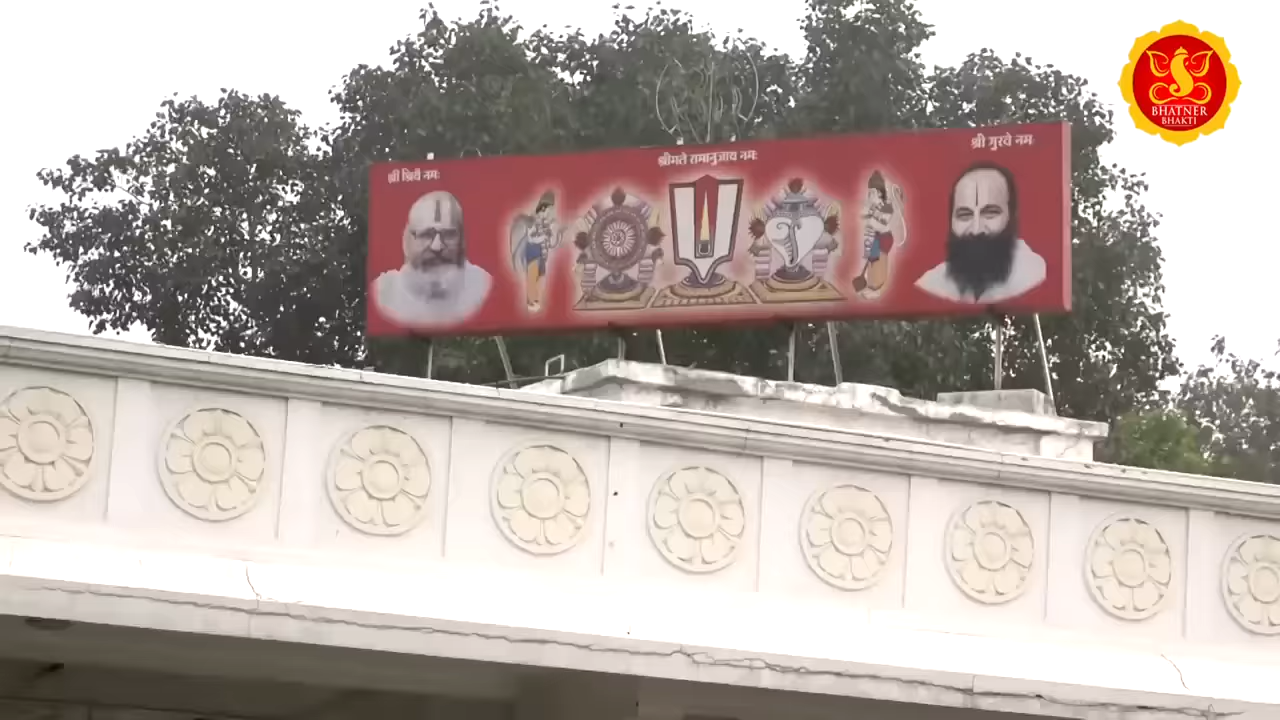 श्री श्रियै नमः
श्रीमते रामानुजाय नमः
श्री गुरवे नमः
BHATNER
BHAKTI